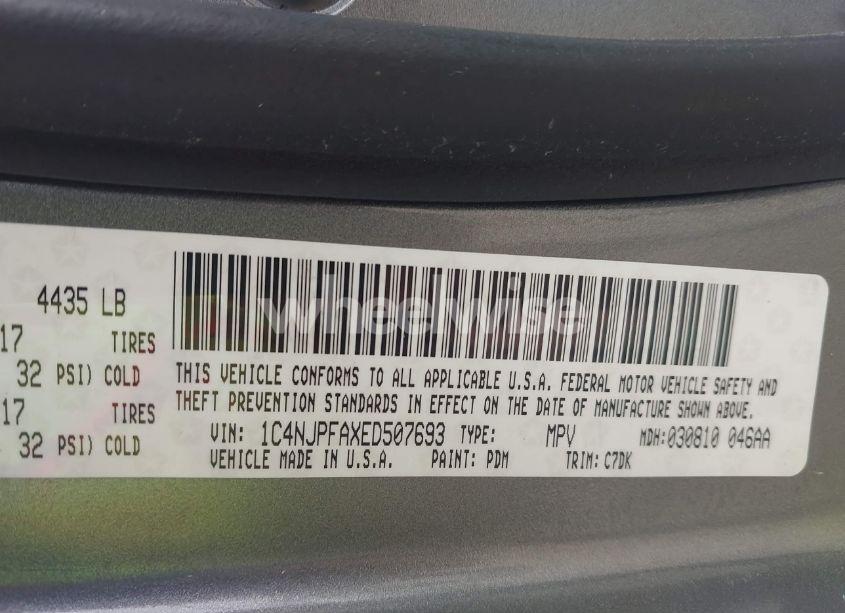 4435 LB
wheelwise
17 TIRES
32 PSI) COLD
17 TIRES
32 PSI) COLD
THIS VEHICLE CONFORMS TO ALL APPLICABLE U.S.A. FEDERAL MOTOR VEHICLE SAFETY AND
THEFT PREVENTION STANDARDS IN EFFECT ON THE DATE OF MANUFACTURE SHOWN ABOVE.
VIN: 1C4NJPFAXED507693 TYPE: MPV MDH:030810 046AA
VEHICLE MADE IN U.S.A. PAINT: PDM TRIM: C7DK